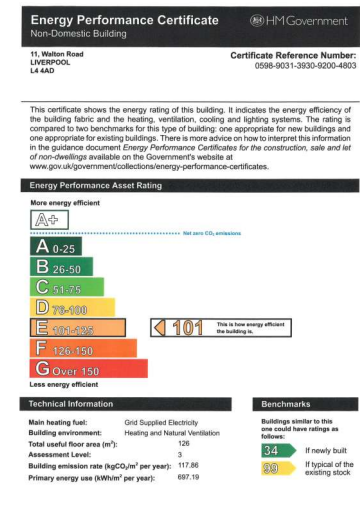 Energy Performance Certificate
HM Government
Non-Domestic Building
11, Walton Road
LIVERPOOL
L4 4AD
Certificate Reference Number:
0598-9031-3930-9200-4803
This certificate shows the energy rating of this building. It indicates the energy efficiency of
the building fabric and the heating, ventilation, cooling and lighting systems. The rating is
compared to two benchmarks for this type of building: one appropriate for new buildings and
one appropriate for existing buildings. There is more advice on how to interpret this information
in the guidance document Energy Performance Certificates for the construction, sale and let
of non-dwellings available on the Government's website at
www.gov.uk/government/collections/energy-performance-certificates.
Energy Performance Asset Rating
More energy efficient
A+
Net zero CO₂ emissions
A 0-25
B 26-50
C 51-75
D 76-100
E 101-125
101
This is how energy efficient
the building is.
F 126-150
G Over 150
Less energy efficient
Technical Information
Main heating fuel: Grid Supplied Electricity
Building environment: Heating and Natural Ventilation
Total useful floor area (m²): 126
Assessment Level: 3
Building emission rate (kgCO₂/m² per year): 117.86
Primary energy use (kWh/m² per year): 697.19
Benchmarks
Buildings similar to this
one could have ratings as
follows:
34 If newly built
99 If typical of the
existing stock